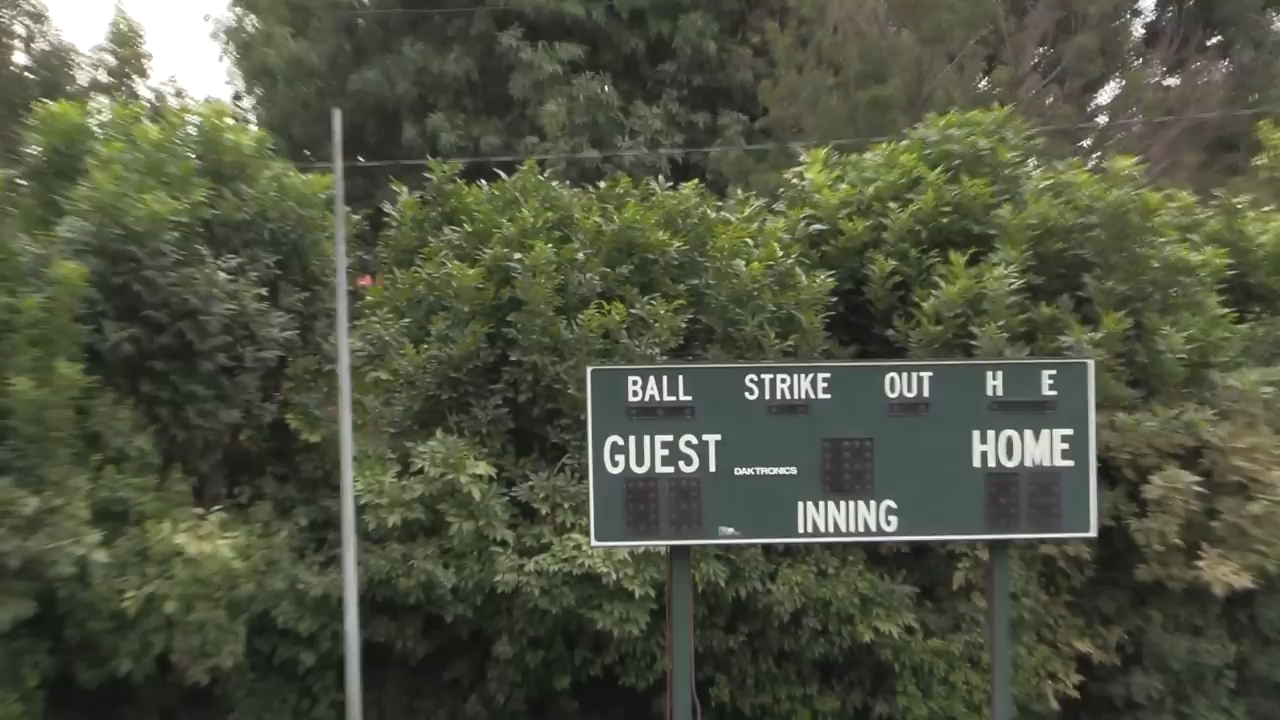 BALL STRIKE OUT H E
GUEST HOME
DAKTRONICS
INNING